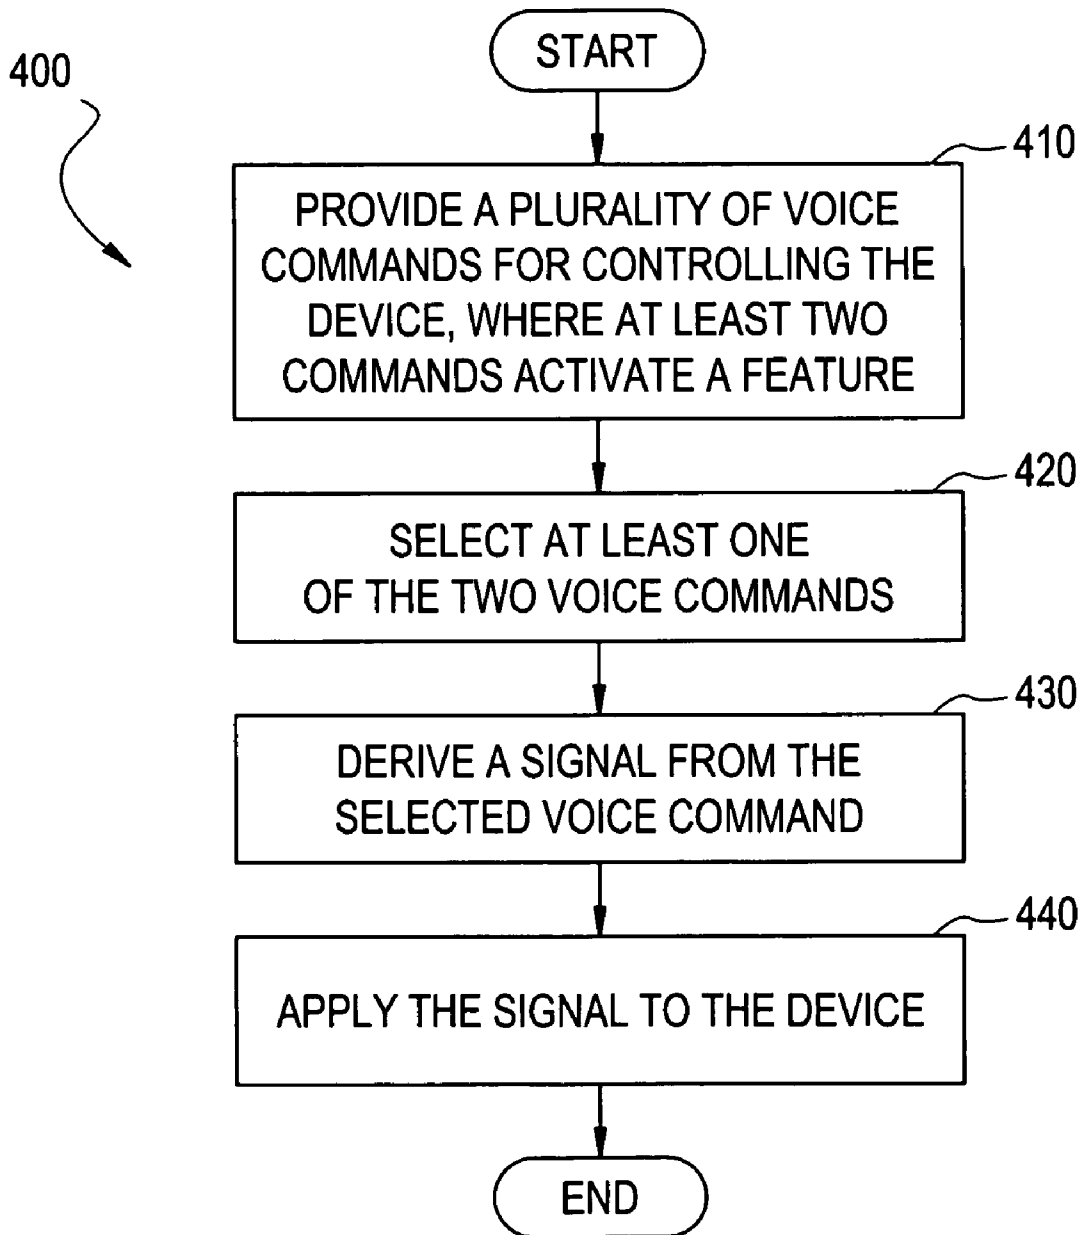 START
400
410
PROVIDE A PLURALITY OF VOICE
COMMANDS FOR CONTROLLING THE
DEVICE, WHERE AT LEAST TWO
COMMANDS ACTIVATE A FEATURE
420
SELECT AT LEAST ONE
OF THE TWO VOICE COMMANDS
430
DERIVE A SIGNAL FROM THE
SELECTED VOICE COMMAND
440
APPLY THE SIGNAL TO THE DEVICE
END